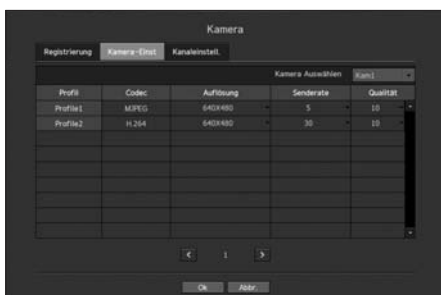 Kamera
Registrierung Kamera-Einst Kanaleinstell.
Kamera Auswählen Kam1
Profil Codec Auflösung Senderate Qualität
Profile1 MJPEG 640X480 5 10
Profile2 H.264 640X480 30 10
< 1 >
Ok Abbr.